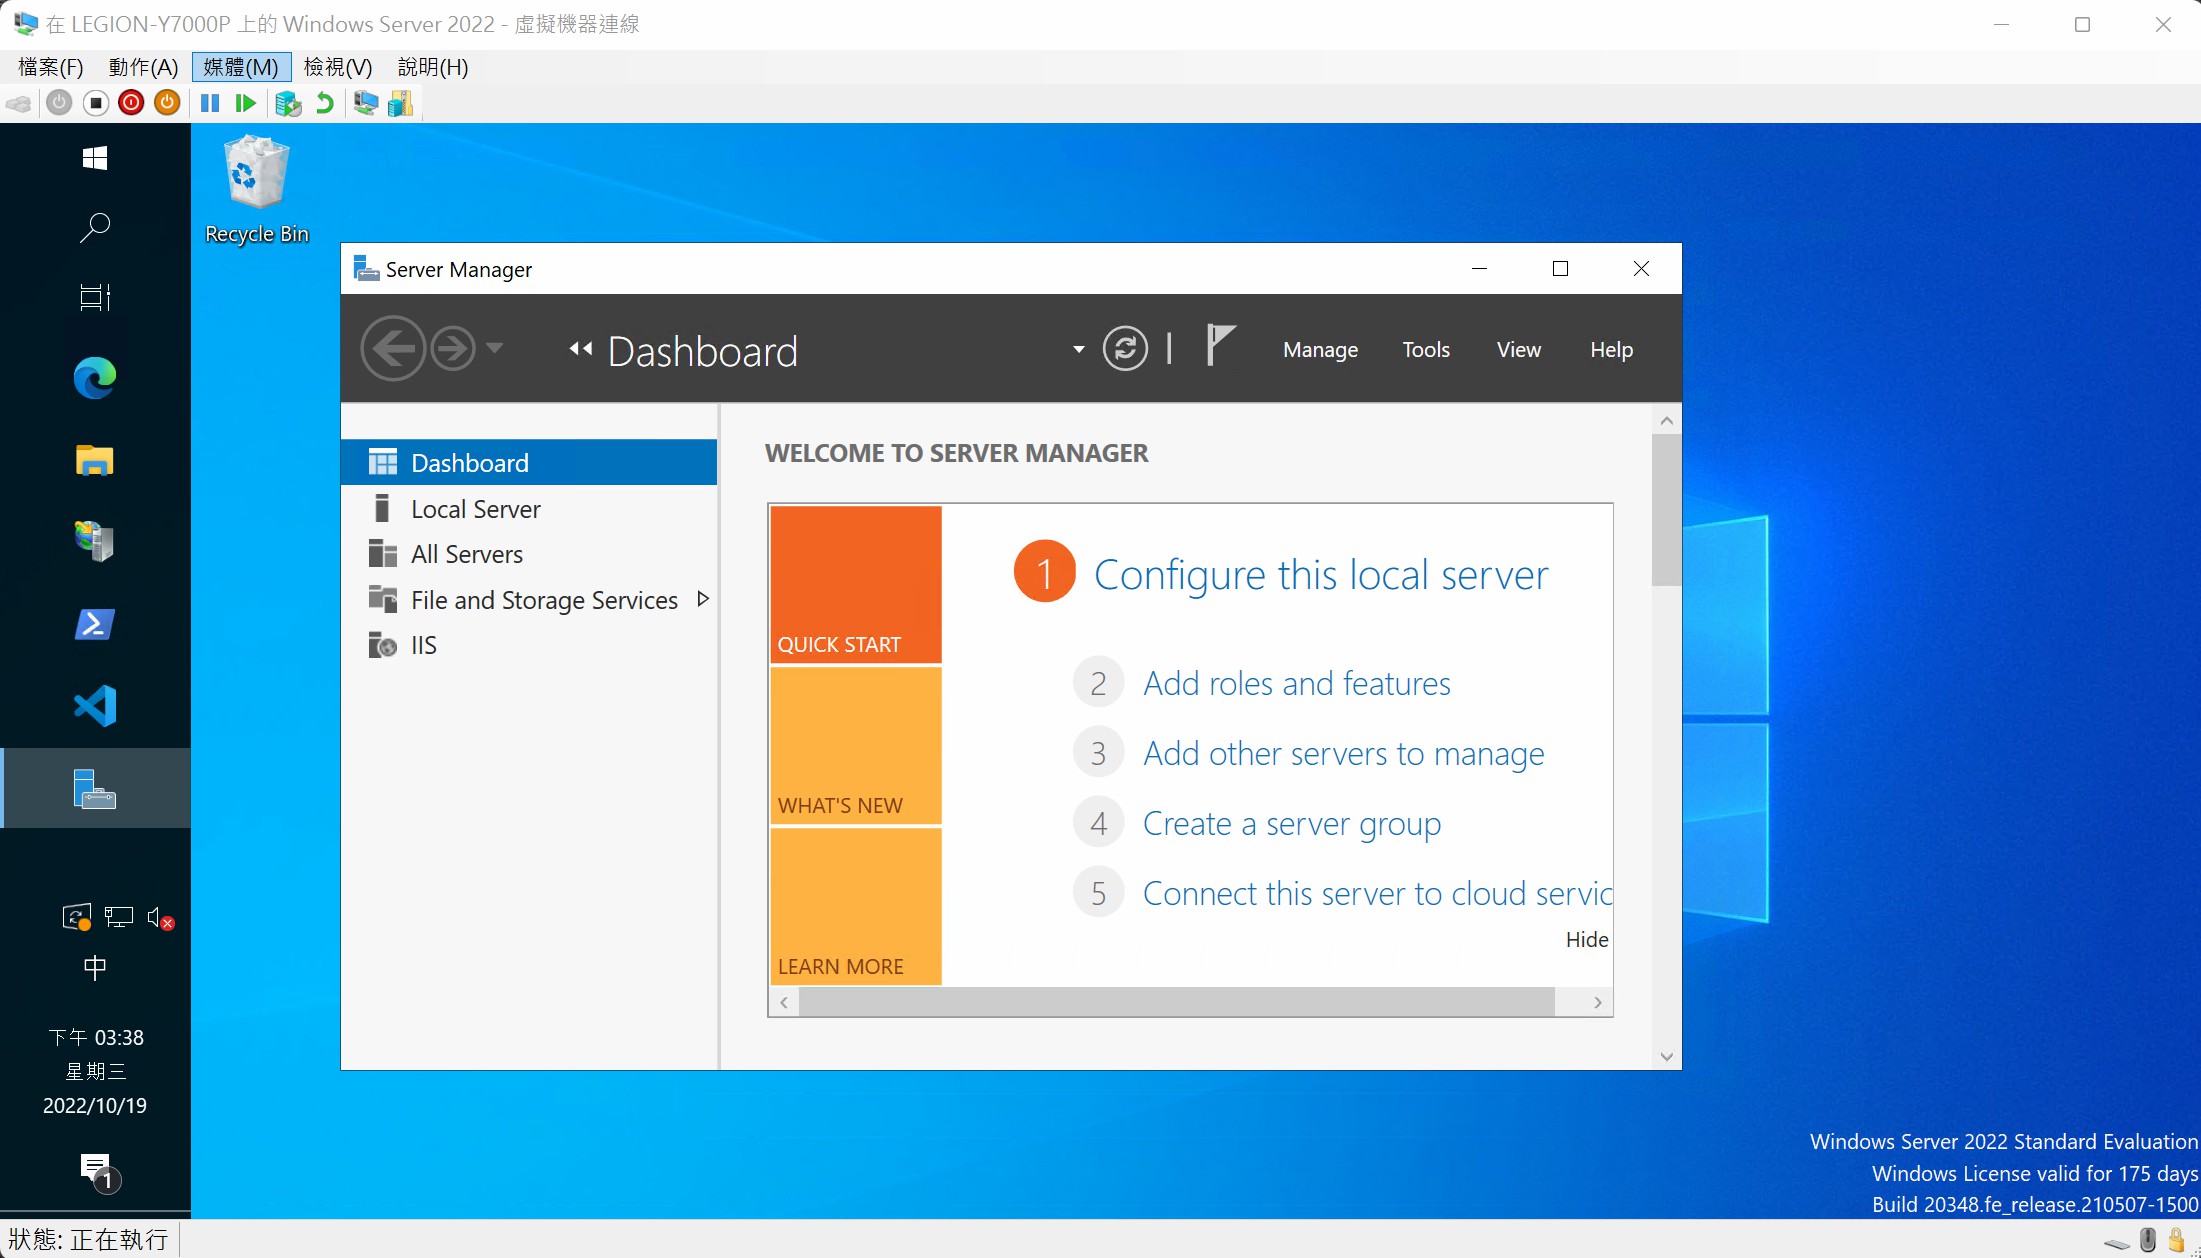 在 LEGION-Y7000P 上的 Windows Server 2022 - 虛擬機器連線
檔案(F) 動作(A) 媒體(M) 檢視(V) 說明(H)
Recycle Bin
Server Manager
Dashboard
Manage Tools View Help
Dashboard
Local Server
All Servers
File and Storage Services
IIS
WELCOME TO SERVER MANAGER
QUICK START
WHAT'S NEW
LEARN MORE
1 Configure this local server
2 Add roles and features
3 Add other servers to manage
4 Create a server group
5 Connect this server to cloud servic
Hide
中
下午 03:38
星期三
2022/10/19
1
Windows Server 2022 Standard Evaluation
Windows License valid for 175 days
Build 20348.fe_release.210507-1500
狀態: 正在執行